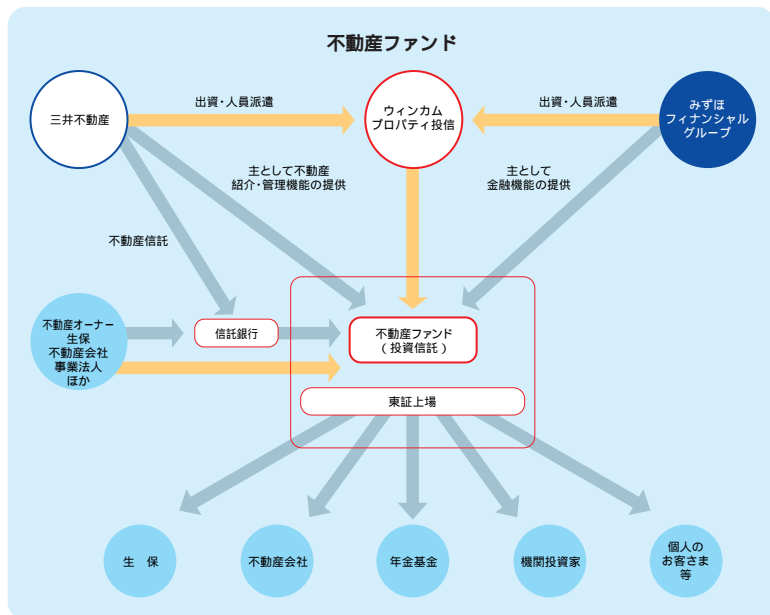 不動産ファンド
三井不動産
出資・人員派遣
ウィンカム
プロパティ投信
出資・人員派遣
みずほ
フィナンシャル
グループ
主として不動産
紹介・管理機能の提供
主として
金融機能の提供
不動産信託
不動産オーナー
生保
不動産会社
事業法人
ほか
信託銀行
不動産ファンド
(投資信託)
東証上場
生　保
不動産会社
年金基金
機関投資家
個人の
お客さま
等